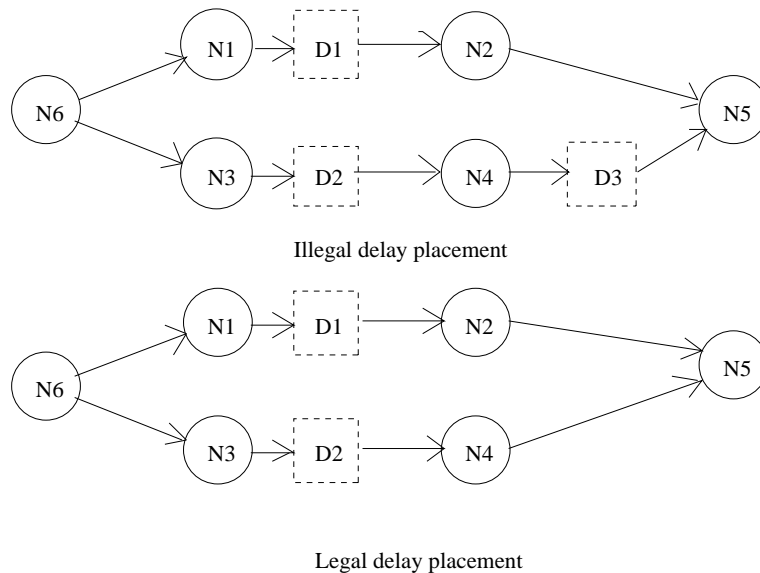 N1 D1 N2
N6 N5
N3 D2 N4 D3
Illegal delay placement
N1 D1 N2
N5
N6
N3 D2 N4
Legal delay placement